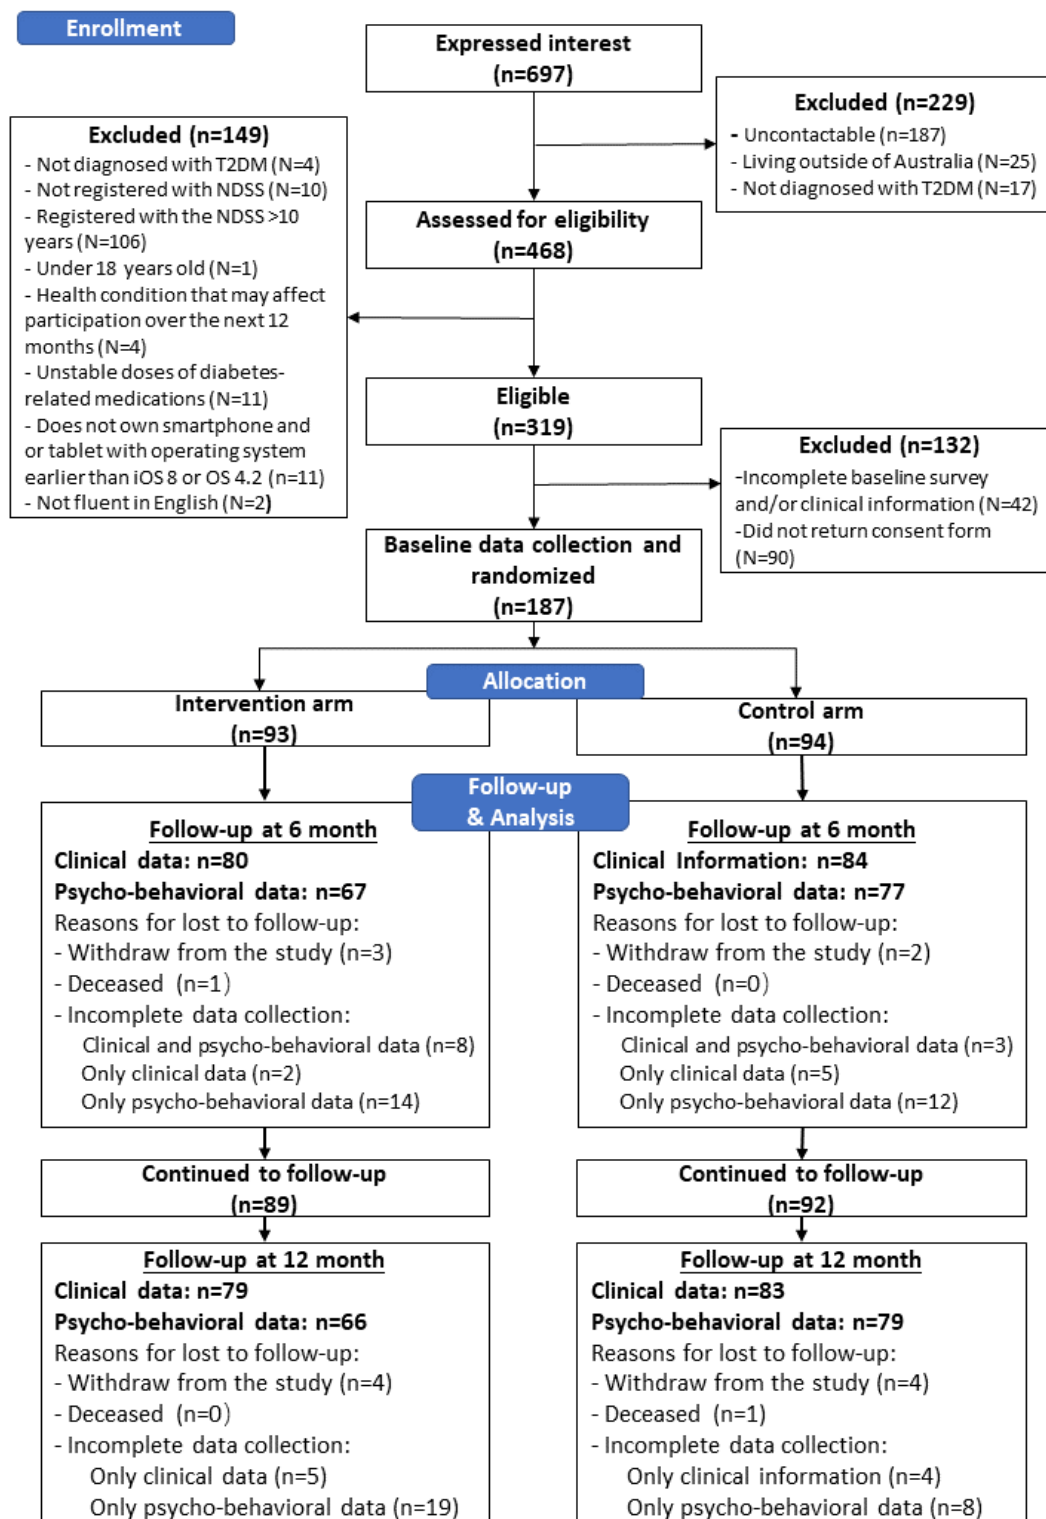 Enrollment
Expressed interest
(n=697)
Excluded (n=229)
- Uncontactable (n=187)
- Living outside of Australia (N=25)
- Not diagnosed with T2DM (N=17)
Excluded (n=149)
- Not diagnosed with T2DM (N=4)
- Not registered with NDSS (N=10)
- Registered with the NDSS >10
years (N=106)
- Under 18 years old (N=1)
- Health condition that may affect
participation over the next 12
months (N=4)
- Unstable doses of diabetes-
related medications (N=11)
- Does not own smartphone and
or tablet with operating system
earlier than iOS 8 or OS 4.2 (n=11)
- Not fluent in English (N=2)
Assessed for eligibility
(n=468)
Eligible
(n=319)
Excluded (n=132)
-Incomplete baseline survey
and/or clinical information (N=42)
-Did not return consent form
(N=90)
Baseline data collection and
randomized
(n=187)
Allocation
Intervention arm
(n=93)
Control arm
(n=94)
Follow-up
& Analysis
Follow-up at 6 month
Clinical data: n=80
Psycho-behavioral data: n=67
Reasons for lost to follow-up:
- Withdraw from the study (n=3)
- Deceased (n=1)
- Incomplete data collection:
Clinical and psycho-behavioral data (n=8)
Only clinical data (n=2)
Only psycho-behavioral data (n=14)
Follow-up at 6 month
Clinical Information: n=84
Psycho-behavioral data: n=77
Reasons for lost to follow-up:
- Withdraw from the study (n=2)
- Deceased (n=0)
- Incomplete data collection:
Clinical and psycho-behavioral data (n=3)
Only clinical data (n=5)
Only psycho-behavioral data (n=12)
Continued to follow-up
(n=89)
Continued to follow-up
(n=92)
Follow-up at 12 month
Clinical data: n=79
Psycho-behavioral data: n=66
Reasons for lost to follow-up:
- Withdraw from the study (n=4)
- Deceased (n=0)
- Incomplete data collection:
Only clinical data (n=5)
Only psycho-behavioral data (n=19)
Follow-up at 12 month
Clinical data: n=83
Psycho-behavioral data: n=79
Reasons for lost to follow-up:
- Withdraw from the study (n=4)
- Deceased (n=1)
- Incomplete data collection:
Only clinical information (n=4)
Only psycho-behavioral data (n=8)